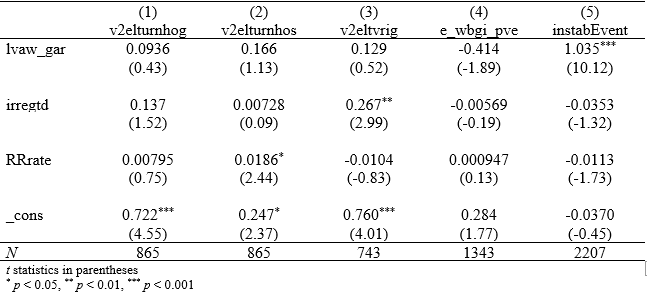 (1) (2) (3) (4) (5)
v2elturnhog v2elturnhos v2eltvrig e_wbgi_pve instabEvent
lvaw_gar 0.0936 0.166 0.129 -0.414 1.035***
(0.43) (1.13) (0.52) (-1.89) (10.12)
irregtd 0.137 0.00728 0.267** -0.00569 -0.0353
(1.52) (0.09) (2.99) (-0.19) (-1.32)
RRrate 0.00795 0.0186* -0.0104 0.000947 -0.0113
(0.75) (2.44) (-0.83) (0.13) (-1.73)
_cons 0.722*** 0.247* 0.760*** 0.284 -0.0370
(4.55) (2.37) (4.01) (1.77) (-0.45)
N 865 865 743 1343 2207
t statistics in parentheses
* p < 0.05, ** p < 0.01, *** p < 0.001